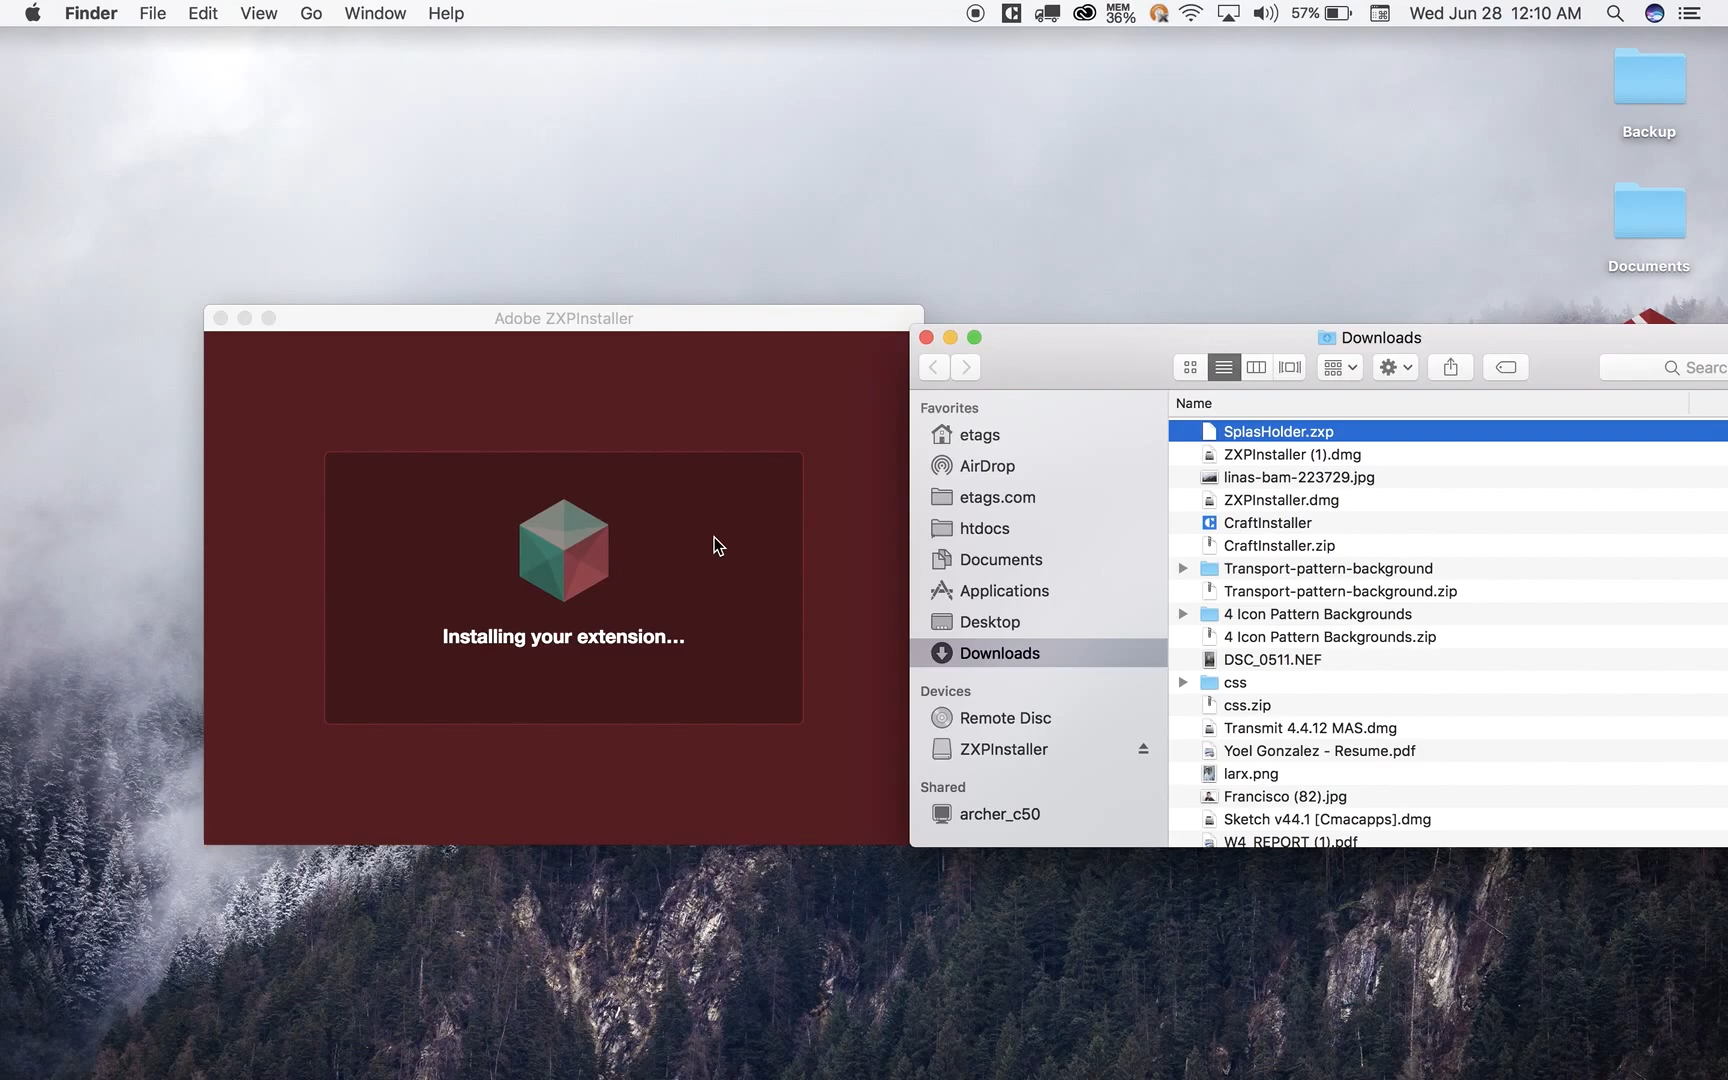 Finder File Edit View Go Window Help MEM 36% 57% Wed Jun 28 12:10 AM
Backup
Documents
Adobe ZXPInstaller
Installing your extension...
Downloads
Searc
Favorites
etags
AirDrop
etags.com
htdocs
Documents
Applications
Desktop
Downloads
Devices
Remote Disc
ZXPInstaller
Shared
archer_c50
Name
SplasHolder.zxp
ZXPInstaller (1).dmg
linas-bam-223729.jpg
ZXPInstaller.dmg
CraftInstaller
CraftInstaller.zip
Transport-pattern-background
Transport-pattern-background.zip
4 Icon Pattern Backgrounds
4 Icon Pattern Backgrounds.zip
DSC_0511.NEF
css
css.zip
Transmit 4.4.12 MAS.dmg
Yoel Gonzalez - Resume.pdf
larx.png
Francisco (82).jpg
Sketch v44.1 [Cmacapps].dmg
W4 REPORT (1).pdf